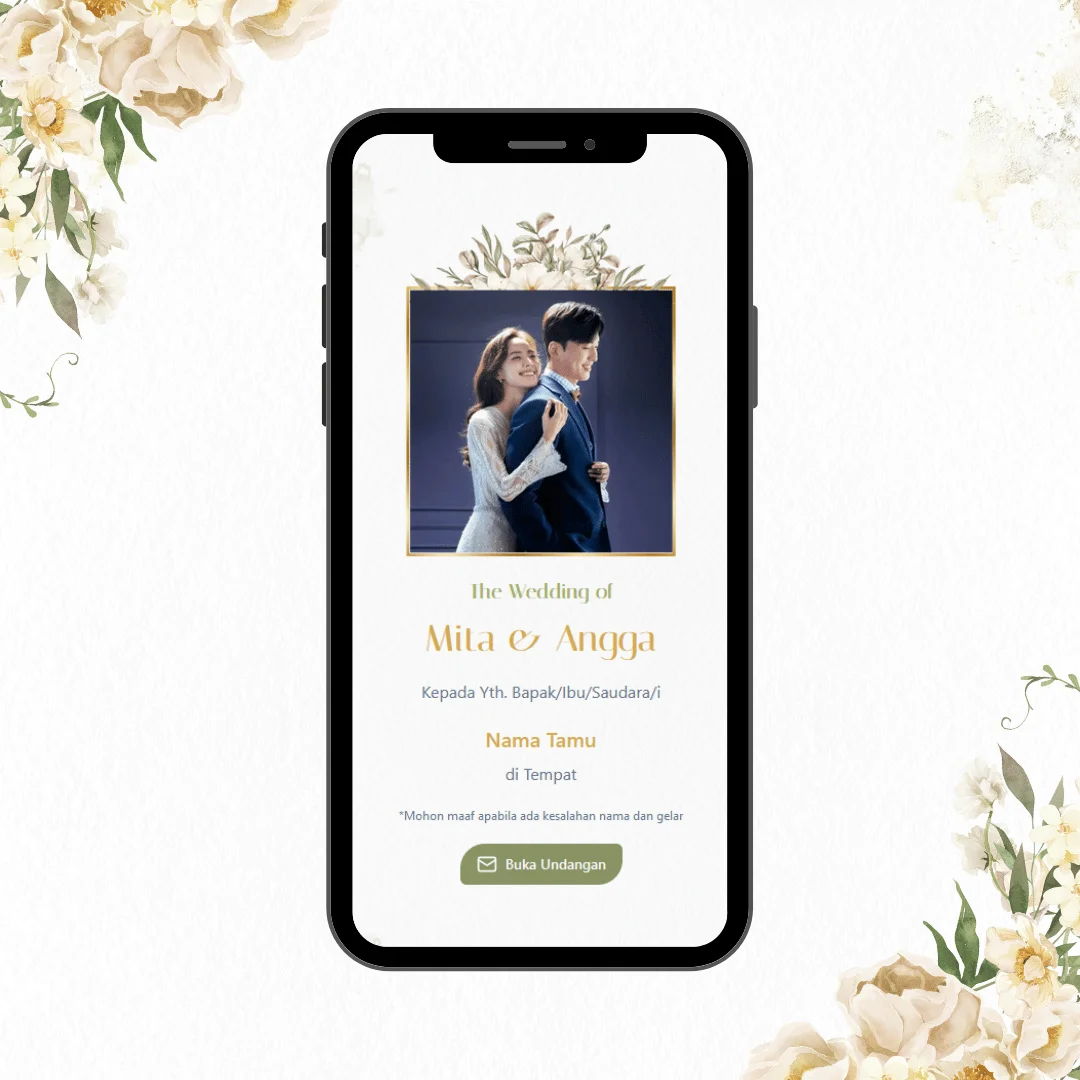 The Wedding of
Mita & Angga
Kepada Yth. Bapak/Ibu/Saudara/i
Nama Tamu
di Tempat
*Mohon maaf apabila ada kesalahan nama dan gelar
Buka Undangan